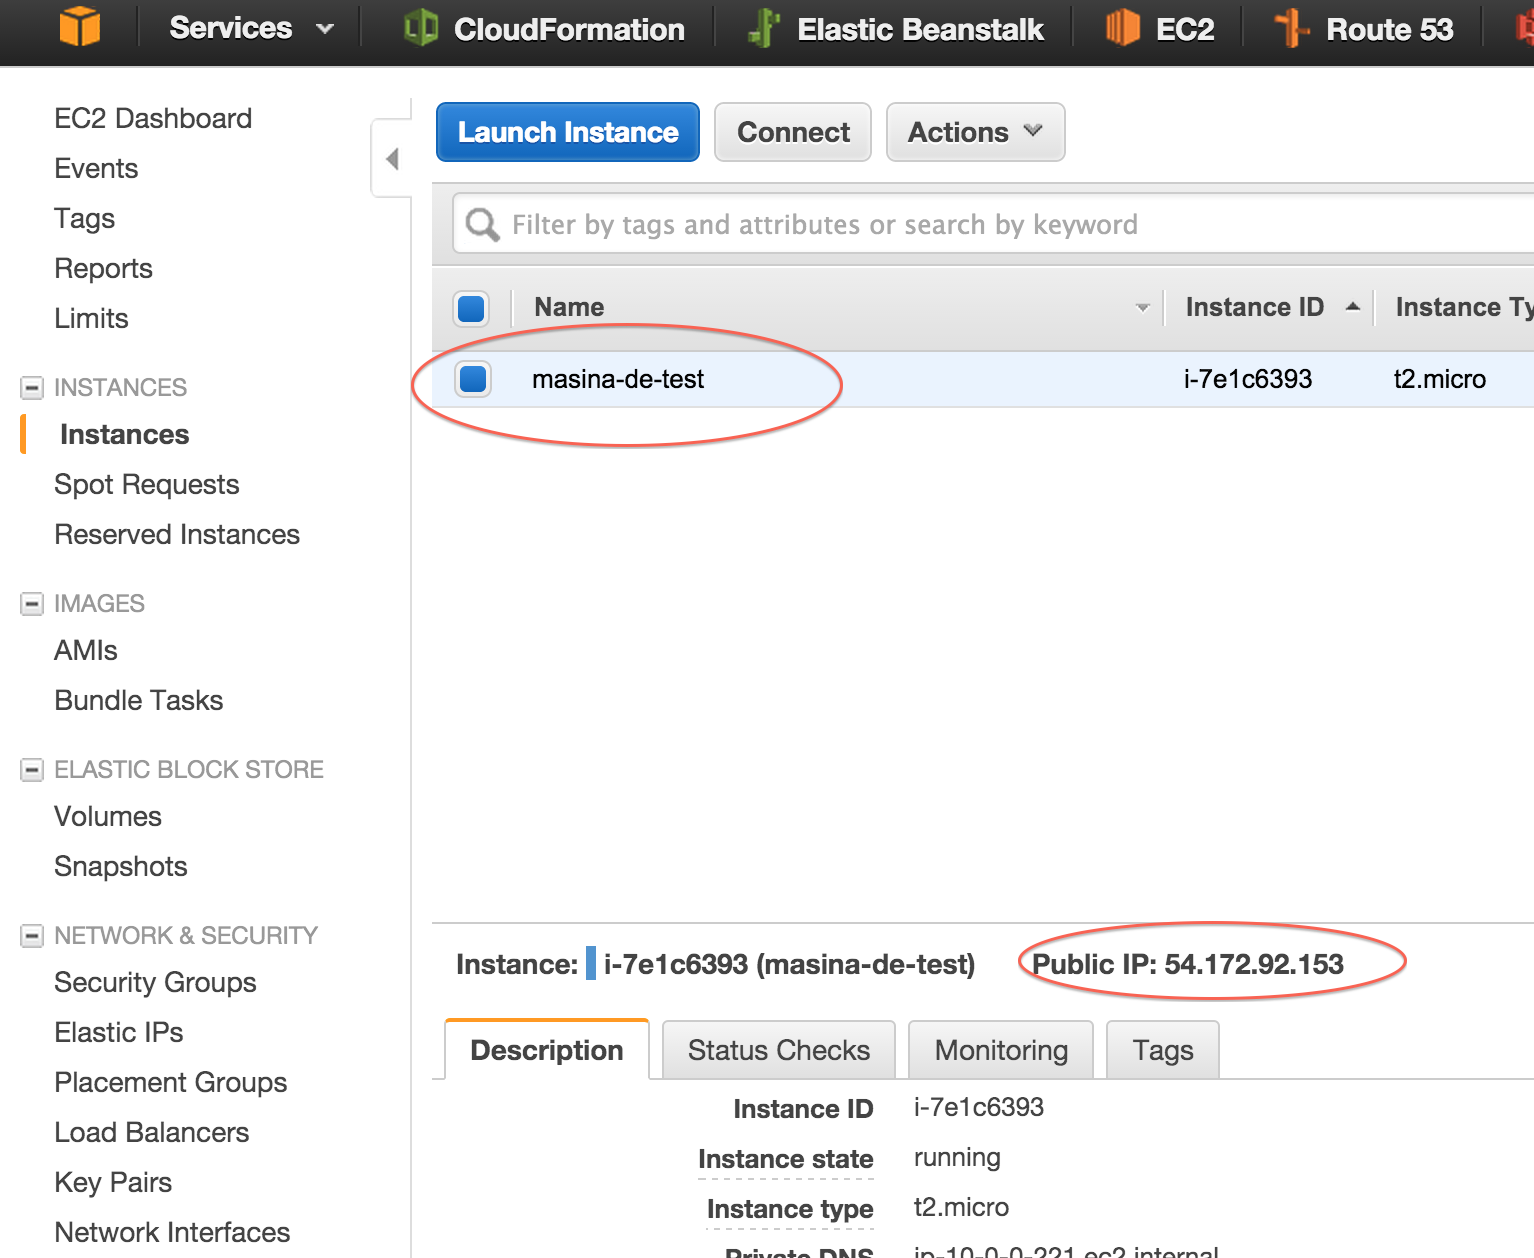 Services CloudFormation Elastic Beanstalk EC2 Route 53
EC2 Dashboard
Events
Tags
Reports
Limits
INSTANCES
Instances
Spot Requests
Reserved Instances
IMAGES
AMIs
Bundle Tasks
ELASTIC BLOCK STORE
Volumes
Snapshots
NETWORK & SECURITY
Security Groups
Elastic IPs
Placement Groups
Load Balancers
Key Pairs
Network Interfaces
Launch Instance Connect Actions
Filter by tags and attributes or search by keyword
Name Instance ID Instance Ty
masina-de-test i-7e1c6393 t2.micro
Instance: i-7e1c6393 (masina-de-test) Public IP: 54.172.92.153
Description Status Checks Monitoring Tags
Instance ID i-7e1c6393
Instance state running
Instance type t2.micro
Private DNS ip-10-0-0-221.ec2.internal